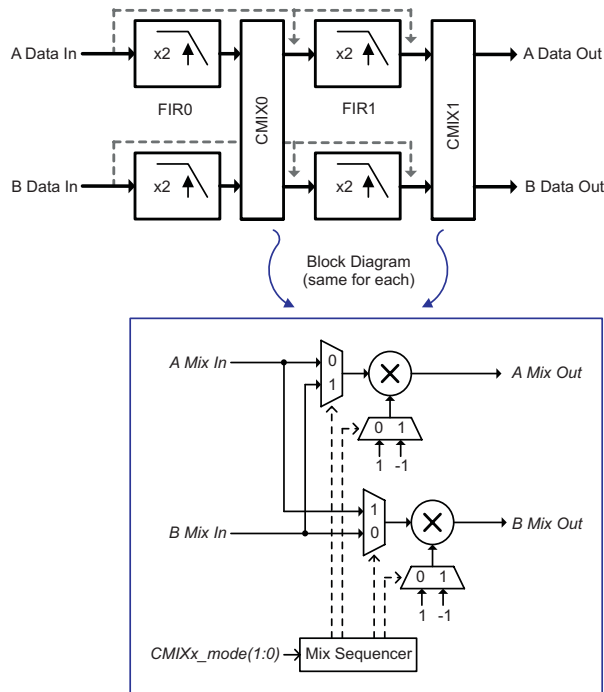 A Data In
x2
FIR0
CMIX0
x2
FIR1
CMIX1
A Data Out
B Data In
x2
x2
B Data Out
Block Diagram
(same for each)
A Mix In
0
1
A Mix Out
0 1
1 -1
B Mix In
1
0
B Mix Out
0 1
1 -1
CMIXx_mode(1:0)
Mix Sequencer